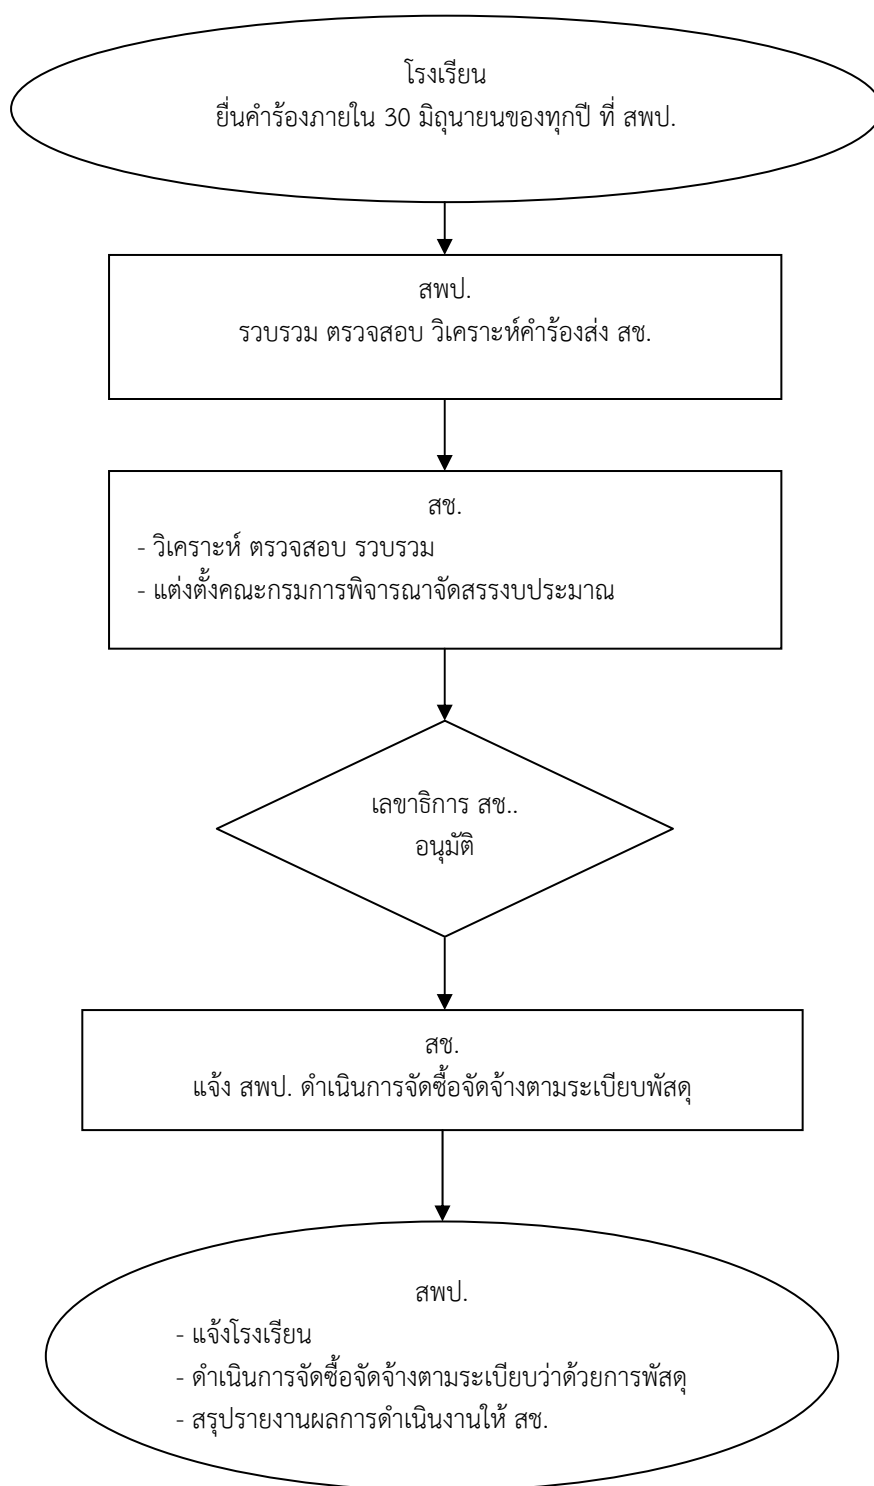 โรงเรียน
ยื่นคำร้องภายใน 30 มิถุนายนของทุกปี ที่ สพป.
สพป.
รวบรวม ตรวจสอบ วิเคราะห์คำร้องส่ง สช.
สช.
- วิเคราะห์ ตรวจสอบ รวบรวม
- แต่งตั้งคณะกรมการพิจารณาจัดสรรงบประมาณ
เลขาธิการ สช..
อนุมัติ
สช.
แจ้ง สพป. ดำเนินการจัดซื้อจัดจ้างตามระเบียบพัสดุ
สพป.
- แจ้งโรงเรียน
- ดำเนินการจัดซื้อจัดจ้างตามระเบียบว่าด้วยการพัสดุ
- สรุปรายงานผลการดำเนินงานให้ สช.